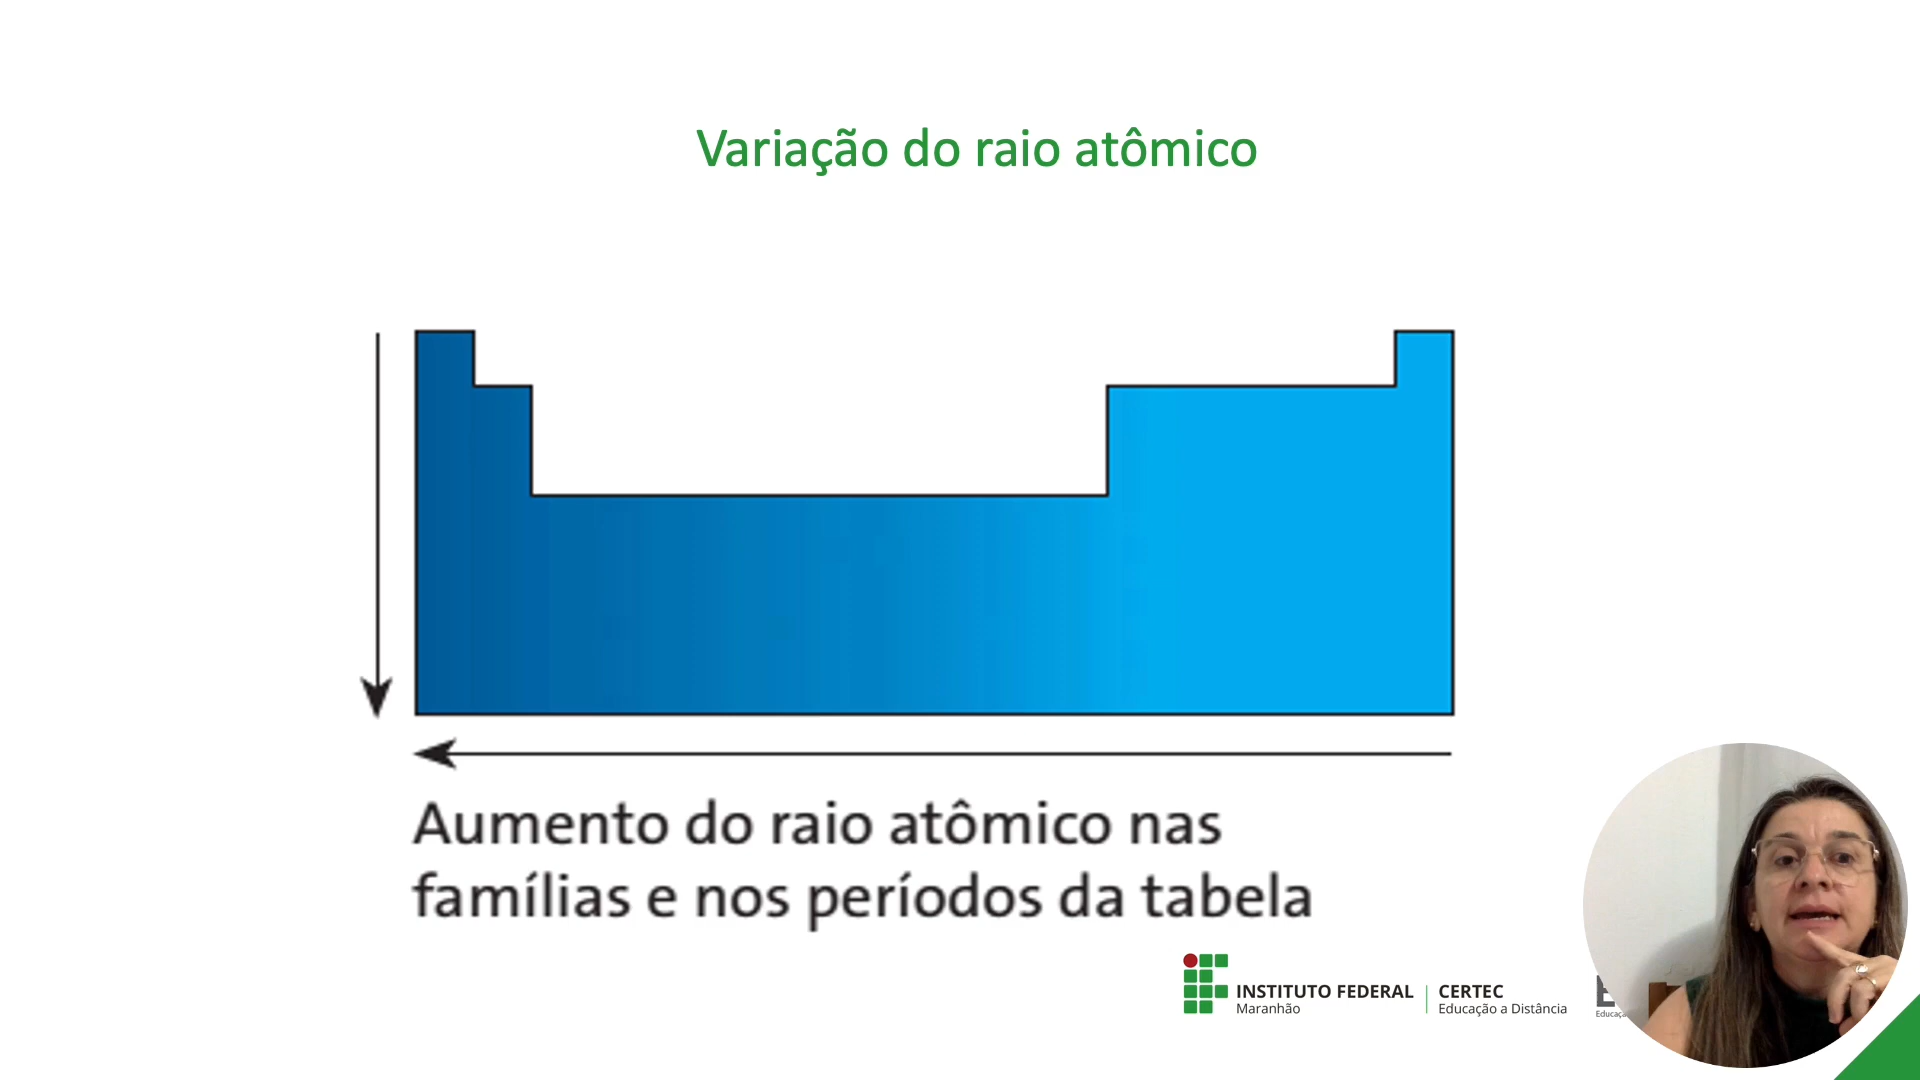 Variação do raio atômico
Aumento do raio atômico nas
famílias e nos períodos da tabela
INSTITUTO FEDERAL
Maranhão
CERTEC
Educação a Distância